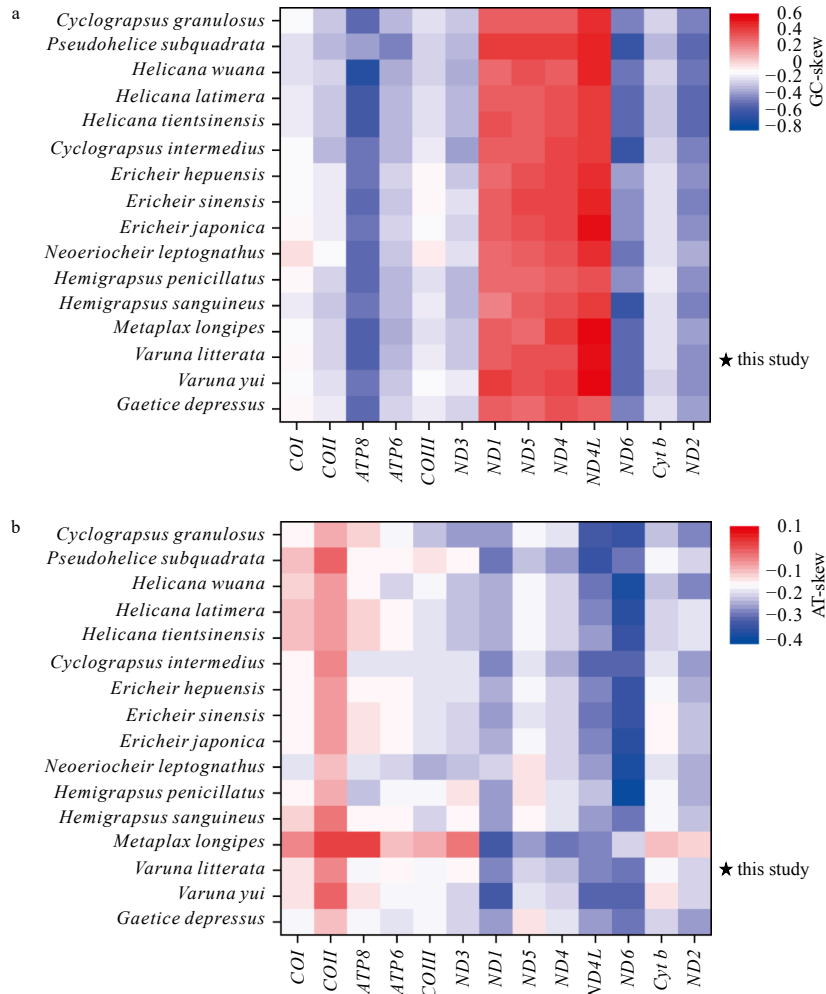 a
Cyclograpsus granulosus
Pseudohelice subquadrata
Helicana wuana
Helicana latimera
Helicana tientsinensis
Cyclograpsus intermedius
Ericheir hepuensis
Ericheir sinensis
Ericheir japonica
Neoeriocheir leptognathus
Hemigrapsus penicillatus
Hemigrapsus sanguineus
Metaplax longipes
Varuna litterata
Varuna yui
Gaetice depressus
★ this study
0.6
0.4
0.2
0
−0.2
−0.4
−0.6
−0.8
GC-skew
COI
COII
ATP8
ATP6
COIII
ND3
ND1
ND5
ND4
ND4L
ND6
Cyt b
ND2
b
Cyclograpsus granulosus
Pseudohelice subquadrata
Helicana wuana
Helicana latimera
Helicana tientsinensis
Cyclograpsus intermedius
Ericheir hepuensis
Ericheir sinensis
Ericheir japonica
Neoeriocheir leptognathus
Hemigrapsus penicillatus
Hemigrapsus sanguineus
Metaplax longipes
Varuna litterata
Varuna yui
Gaetice depressus
★ this study
0.1
0
−0.1
−0.2
−0.3
−0.4
AT-skew
COI
COII
ATP8
ATP6
COIII
ND3
ND1
ND5
ND4
ND4L
ND6
Cyt b
ND2